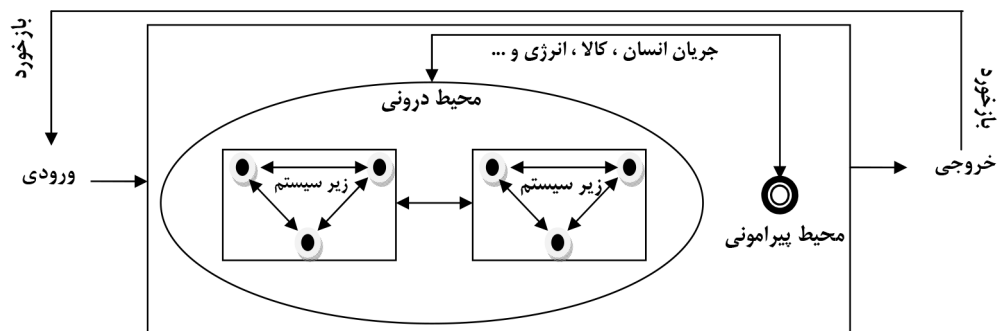 بازخورد
جریان انسان ، کالا ، انرژی و ...
بازخورد
محیط درونی
ورودی
زیر سیستم
زیر سیستم
خروجی
محیط پیرامونی